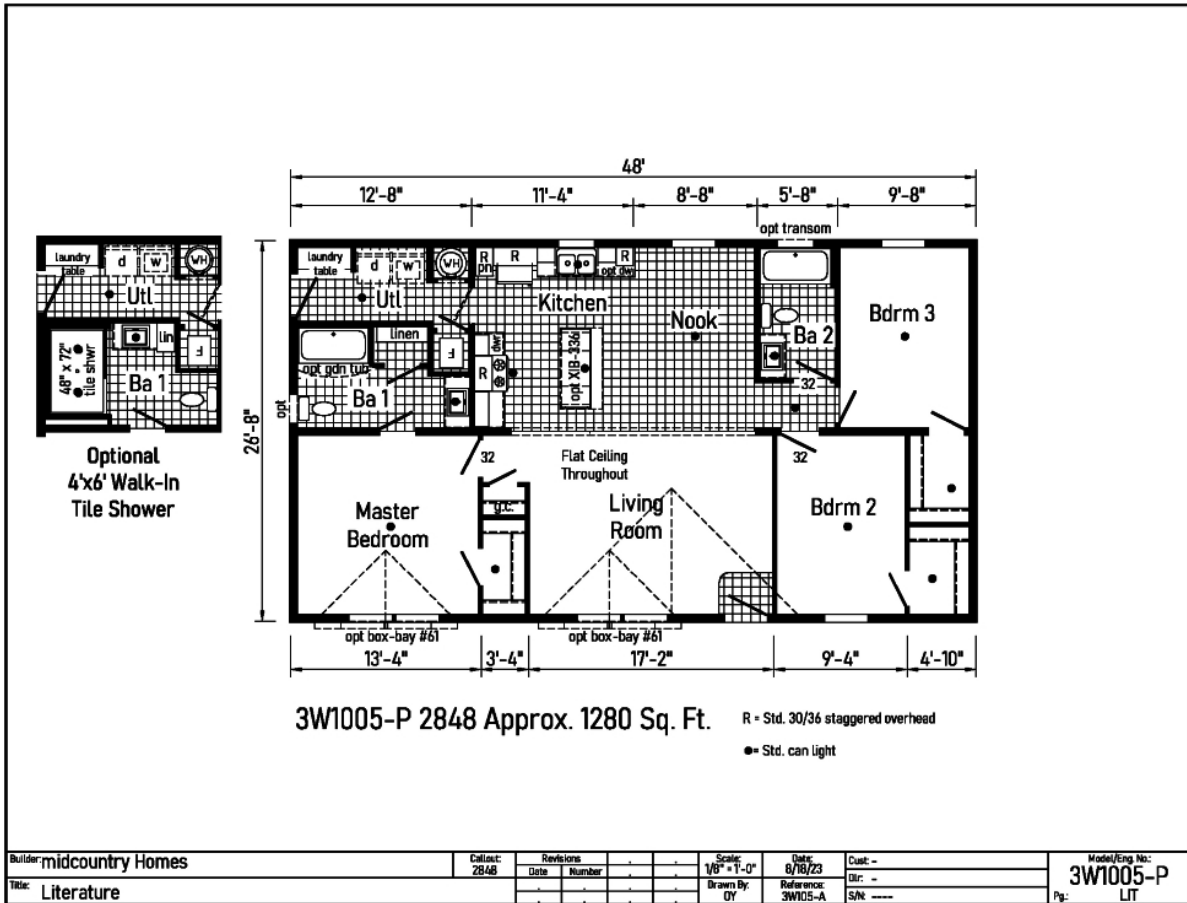 48'
12'-8"
11'-4"
8'-8"
5'-8"
9'-8"
opt transom
laundry
table
d
w
WH
Utl
48" x 72"
tile shwr
lin
F
Ba 1
Optional
4'x6' Walk-In
Tile Shower
26'-8"
laundry
table
d
w
WH
Utl
R
pn
R
R
opt dwr
Kitchen
Nook
Ba 2
Bdrm 3
linen
F
dwr
R
opt XIB-336
opt gdn tub
Ba 1
opt
32
32
Flat Ceiling
Throughout
32
g.c.
Master
Bedroom
Living
Room
Bdrm 2
opt box-bay #61
opt box-bay #61
13'-4"
3'-4"
17'-2"
9'-4"
4'-10"
3W1005-P 2848 Approx. 1280 Sq. Ft.
R = Std. 30/36 staggered overhead
●= Std. can light
Builder: midcountry Homes
Title: Literature
Callout:
2848
Revisions
Date Number
Scale:
1/8" = 1'-0"
Drawn By:
OY
Date:
6/18/23
Reference:
3W105-A
Cust: -
Dlr: -
S/N: ----
Model/Eng. No.:
3W1005-P
Pg.: LIT